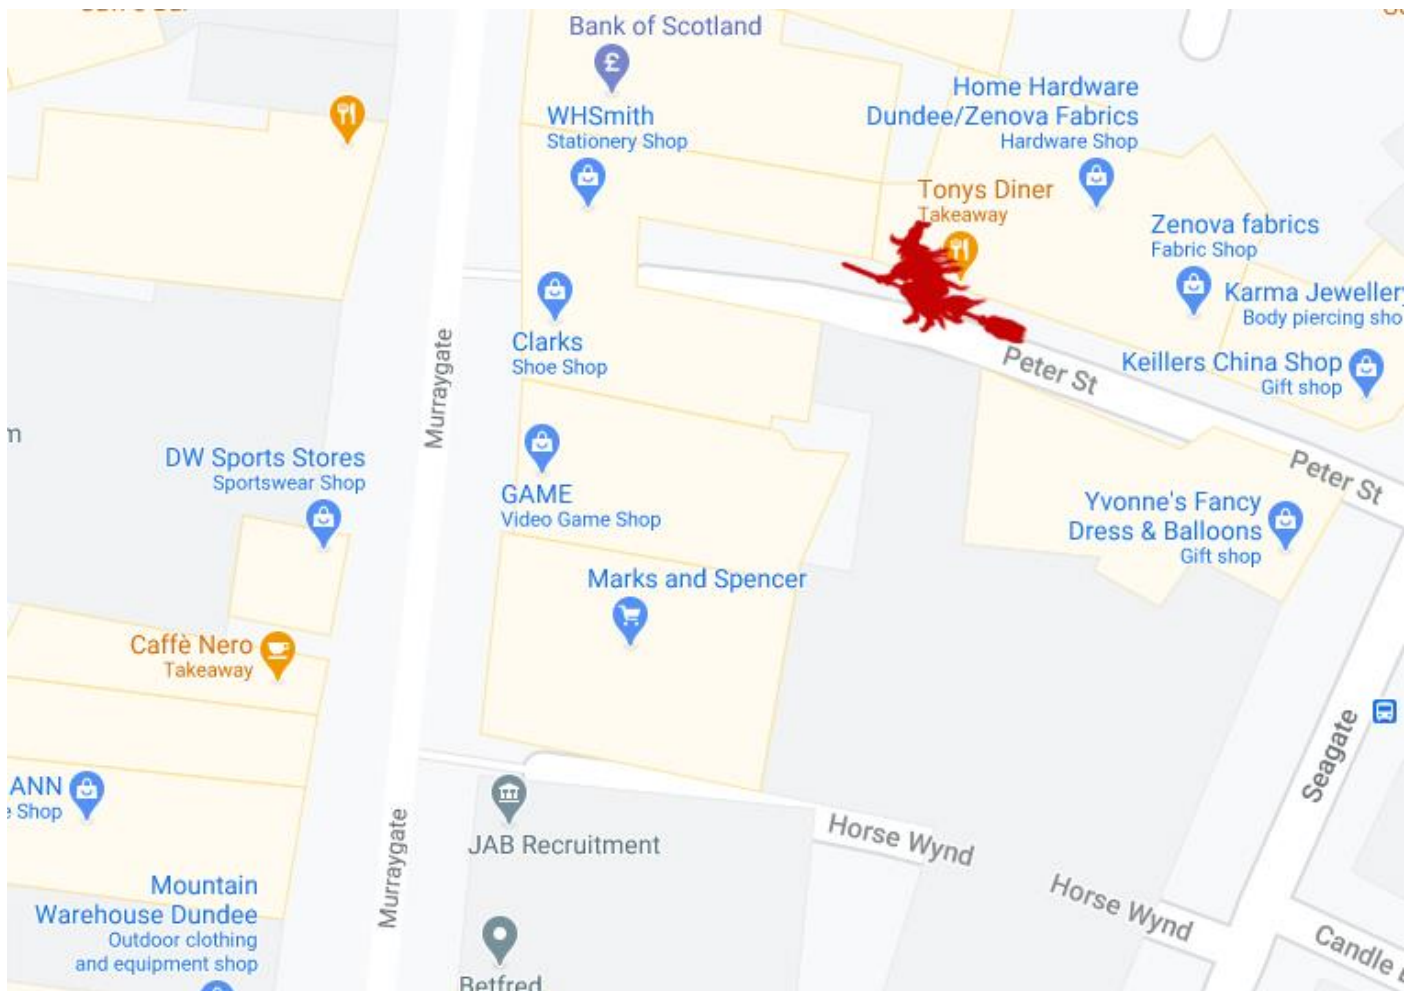 Bank of Scotland
£
WHSmith
Stationery Shop
Home Hardware
Dundee/Zenova Fabrics
Hardware Shop
Tonys Diner
Takeaway
Zenova fabrics
Fabric Shop
Karma Jewellery
Body piercing sho
Clarks
Shoe Shop
Murraygate
Peter St
Keillers China Shop
Gift shop
m
DW Sports Stores
Sportswear Shop
GAME
Video Game Shop
Peter St
Yvonne's Fancy
Dress & Balloons
Gift shop
Marks and Spencer
Caffè Nero
Takeaway
Seagate
ANN
e Shop
JAB Recruitment
Horse Wynd
Murraygate
Mountain
Warehouse Dundee
Outdoor clothing
and equipment shop
Horse Wynd
Candle
Betfred